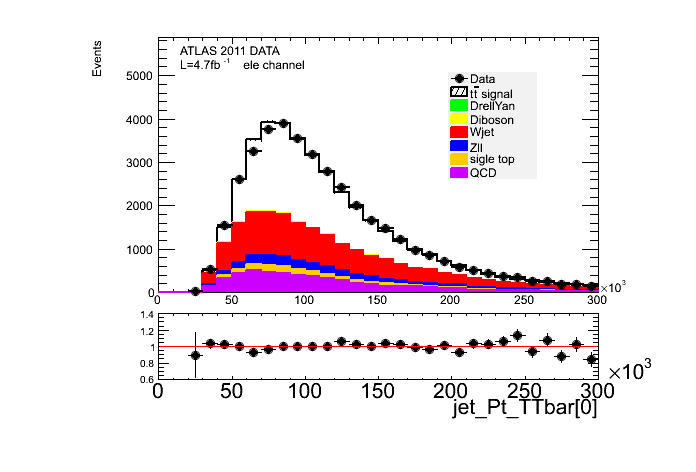 Events
ATLAS 2011 DATA
L=4.7fb⁻¹ ele channel
Data
tt̄ signal
DrellYan
Diboson
Wjet
Zll
sigle top
QCD
5000
4000
3000
2000
1000
0
0 50 100 150 200 250 300 ×10³
1.4
1.2
1
0.8
0.6
0 50 100 150 200 250 300
×10³
jet_Pt_TTbar[0]